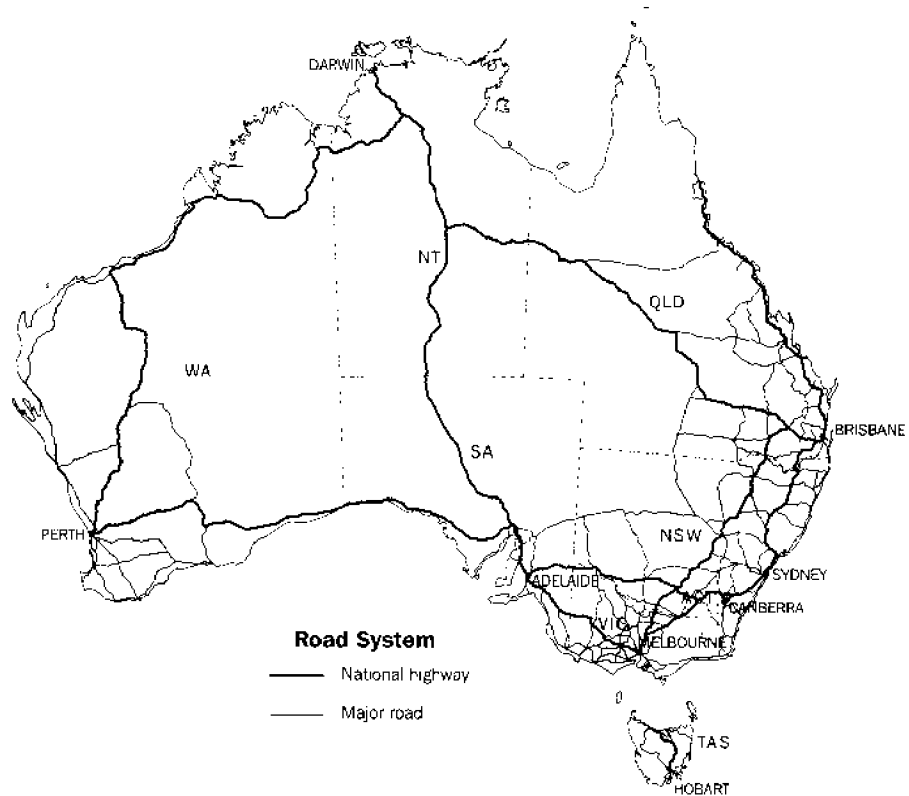 DARWIN
NT
QLD
WA
BRISBANE
SA
PERTH
NSW
SYDNEY
ADELAIDE
ACT
CANBERRA
VIC
MELBOURNE
Road System
National highway
Major road
TAS
HOBART